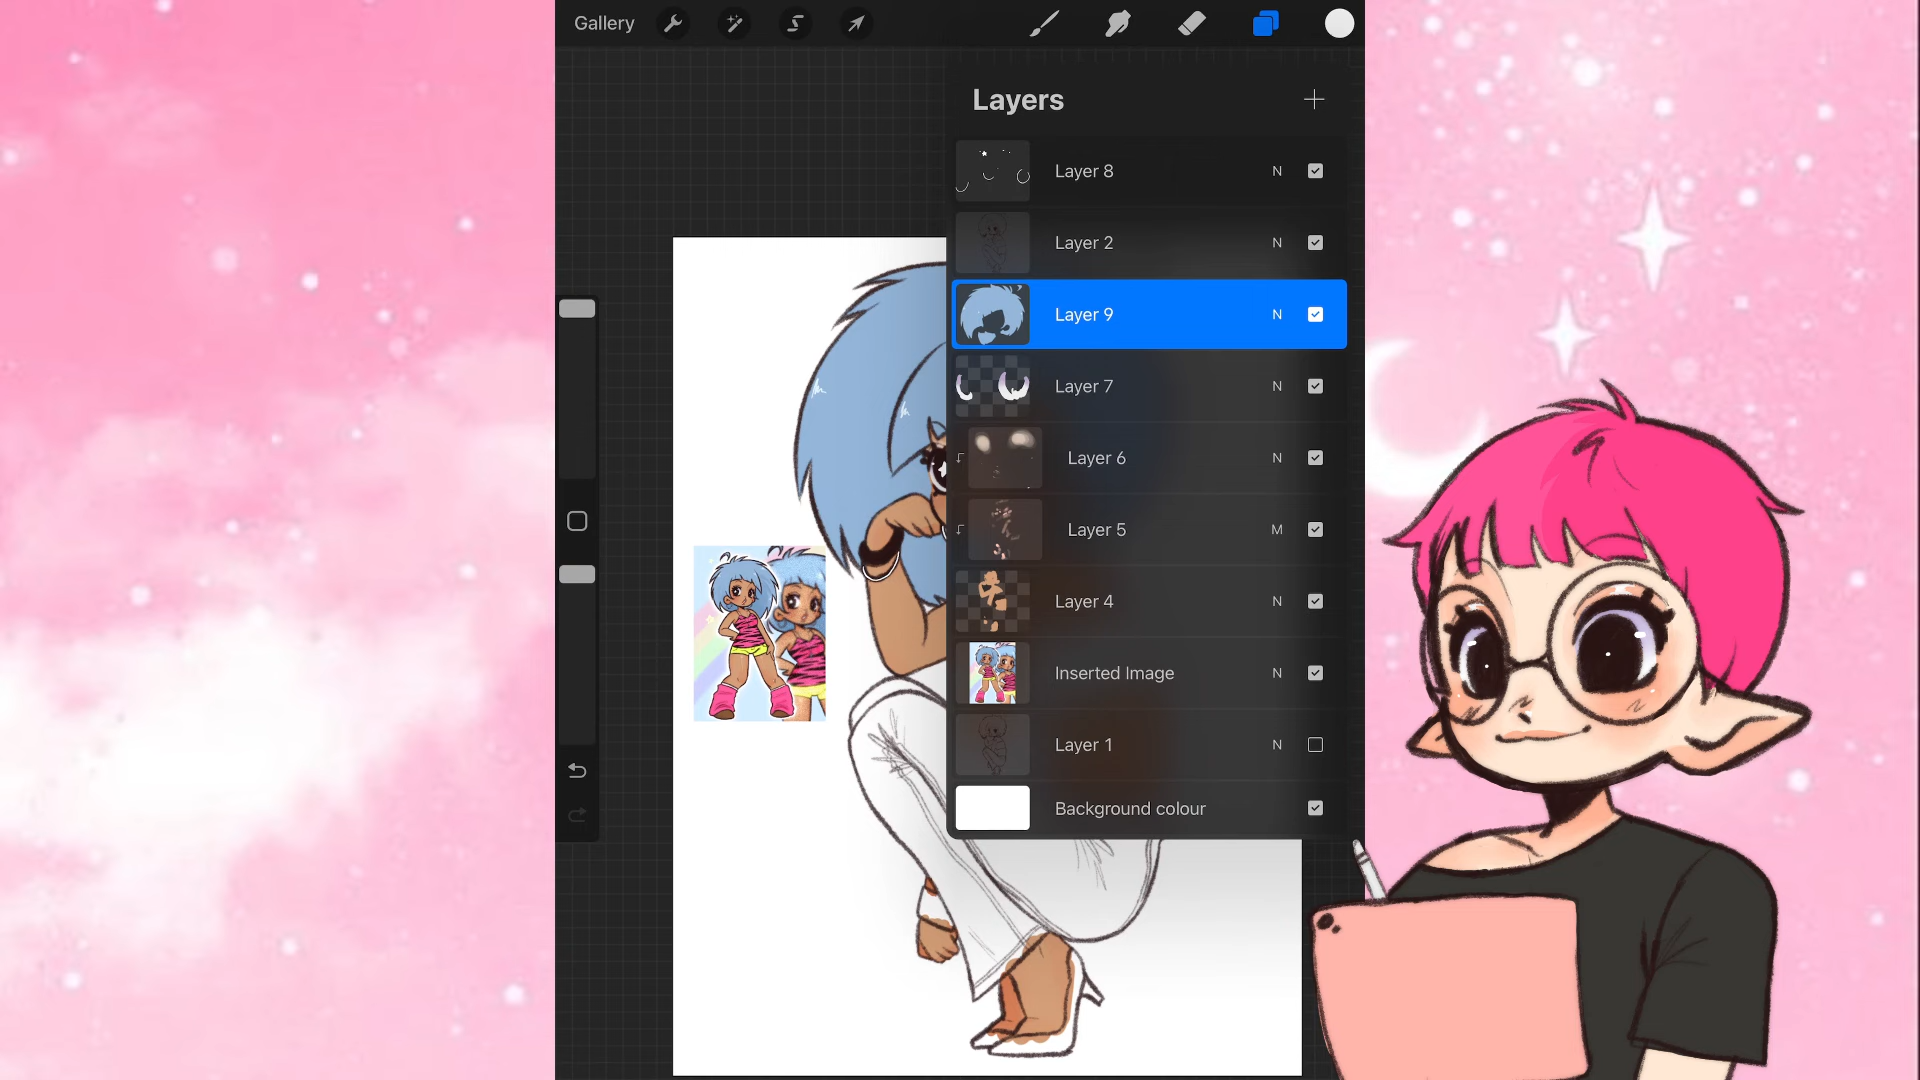 Gallery
Layers
Layer 8 N
Layer 2 N
Layer 9 N
Layer 7 N
Layer 6 N
Layer 5 M
Layer 4 N
Inserted Image N
Layer 1 N
Background colour